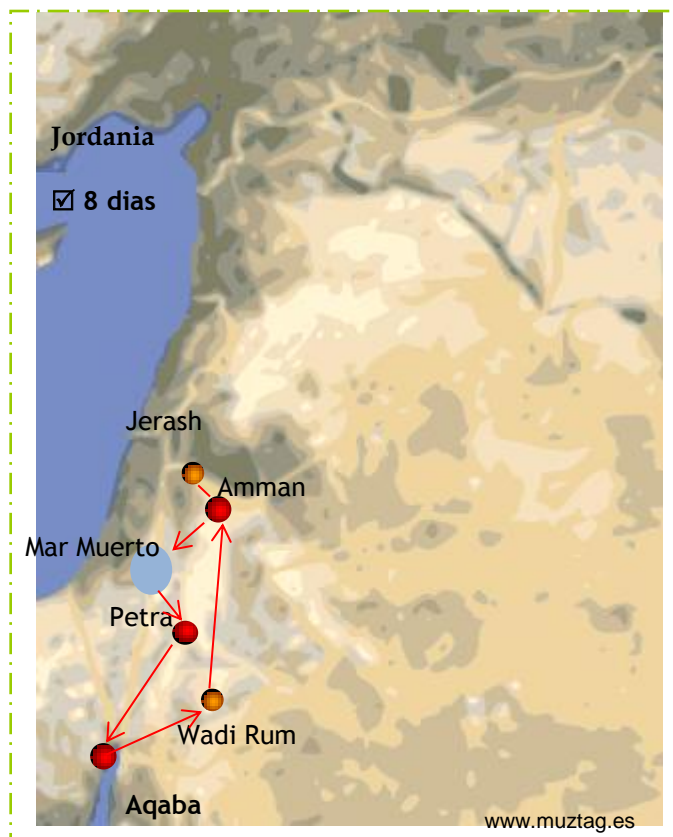 Jordania
☑ 8 dias
Jerash
Amman
Mar Muerto
Petra
Wadi Rum
Aqaba
www.muztag.es